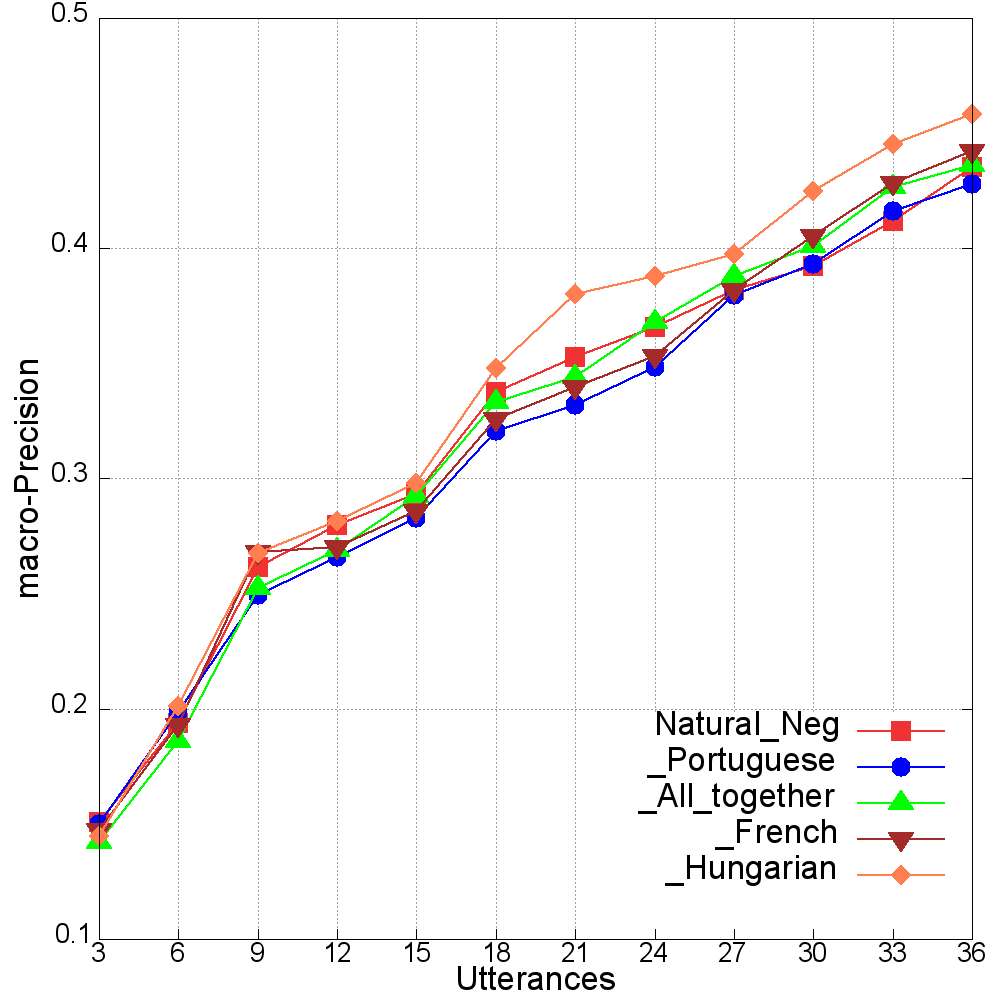 0.5
0.4
0.3
0.2
0.1
macro-Precision
Natural_Neg
_Portuguese
_All_together
_French
_Hungarian
3 6 9 12 15 18 21 24 27 30 33 36
Utterances